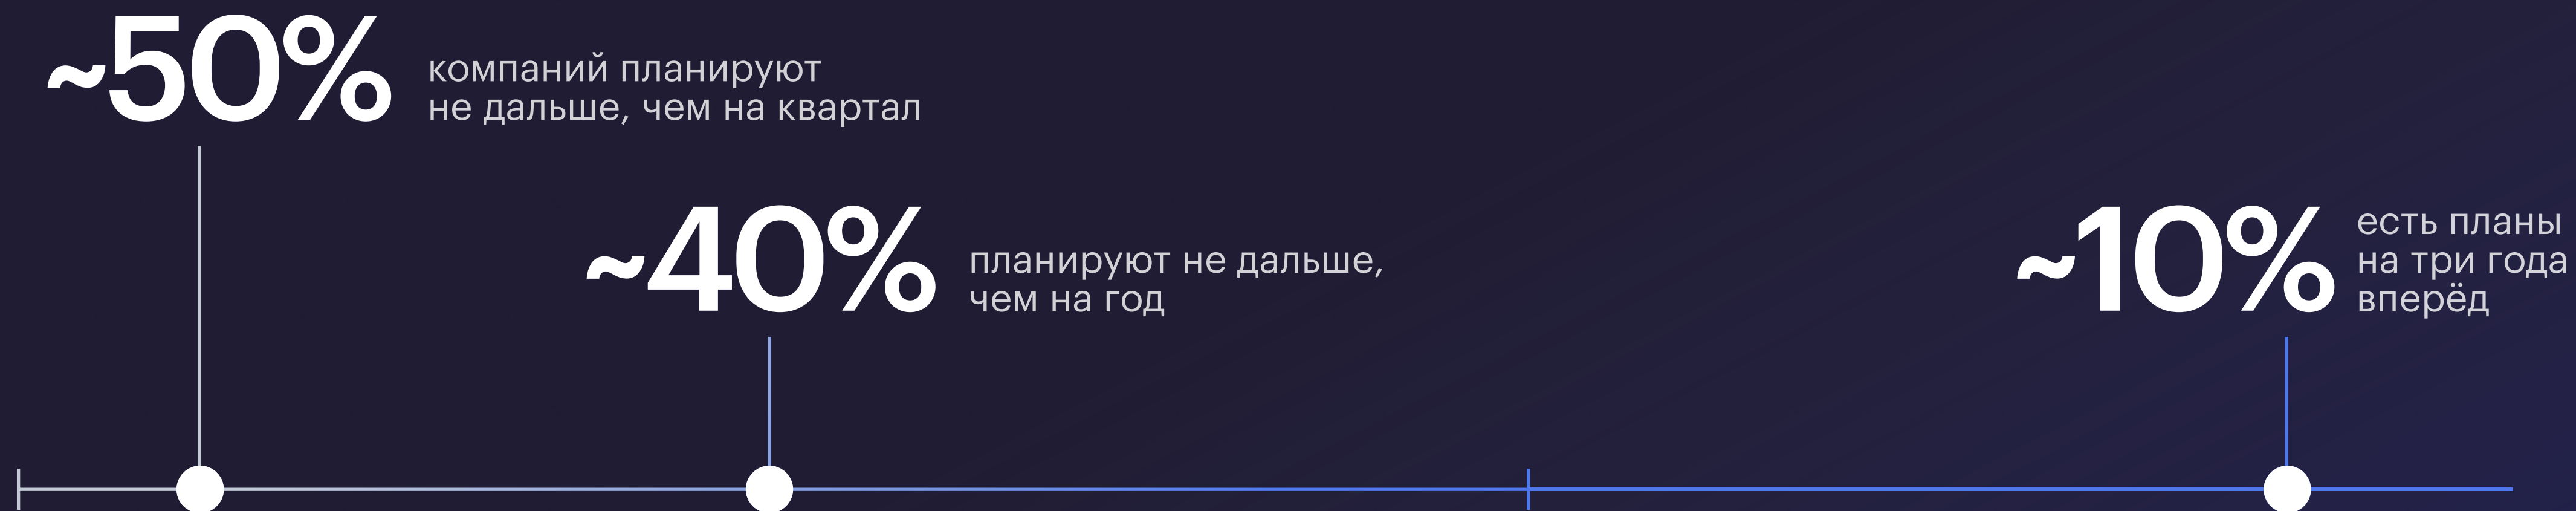 ~50%
компаний планируют
не дальше, чем на квартал
~40%
планируют не дальше,
чем на год
~10%
есть планы
на три года
вперёд